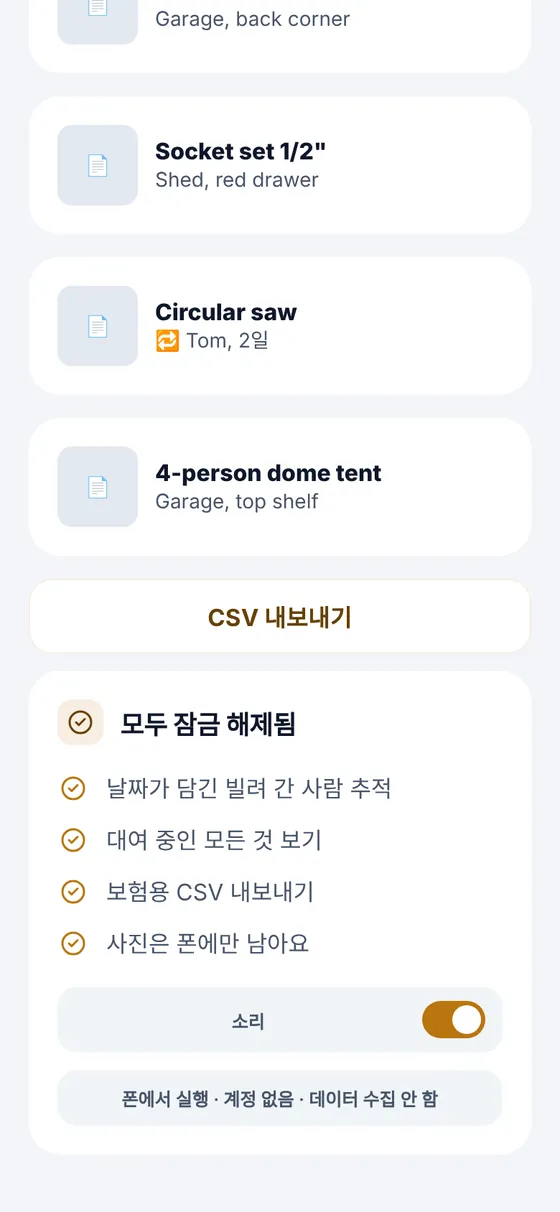 Garage, back corner
Socket set 1/2"
Shed, red drawer
Circular saw
🔁 Tom, 2일
4-person dome tent
Garage, top shelf
CSV 내보내기
모두 잠금 해제됨
날짜가 담긴 빌려 간 사람 추적
대여 중인 모든 것 보기
보험용 CSV 내보내기
사진은 폰에만 남아요
소리
폰에서 실행 · 계정 없음 · 데이터 수집 안 함